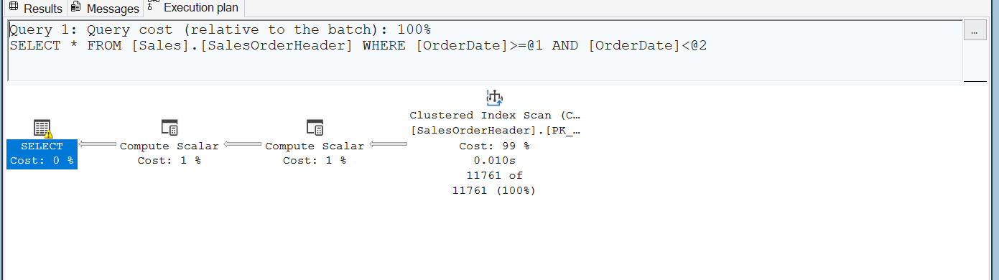 Results Messages Execution plan
Query 1: Query cost (relative to the batch): 100%
...
SELECT * FROM [Sales].[SalesOrderHeader] WHERE [OrderDate]>=@1 AND [OrderDate]<@2
SELECT
Cost: 0 %
Compute Scalar
Cost: 1 %
Compute Scalar
Cost: 1 %
Clustered Index Scan (C…
[SalesOrderHeader].[PK_…
Cost: 99 %
0.010s
11761 of
11761 (100%)